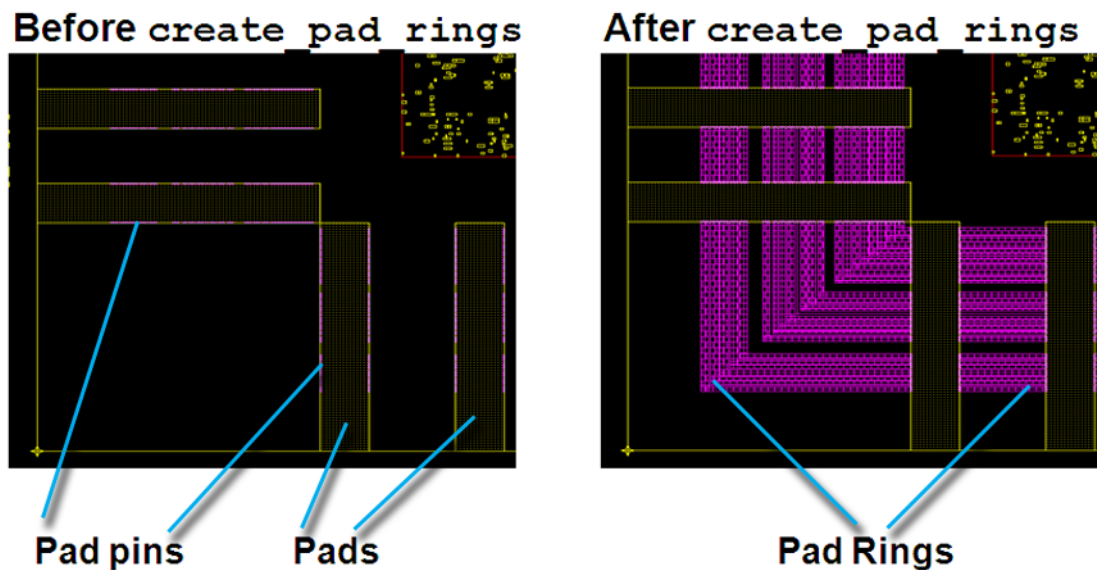 Before create_pad_rings
After create_pad_rings
Pad pins
Pads
Pad Rings